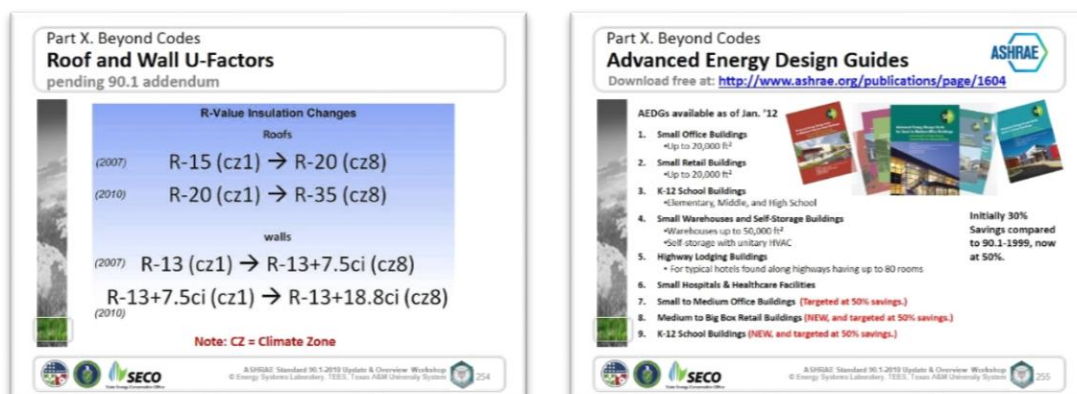 Part X. Beyond Codes
Roof and Wall U-Factors
pending 90.1 addendum
R-Value Insulation Changes
Roofs
(2007) R-15 (cz1) → R-20 (cz8)
(2010) R-20 (cz1) → R-35 (cz8)
walls
(2007) R-13 (cz1) → R-13+7.5ci (cz8)
R-13+7.5ci (cz1) → R-13+18.8ci (cz8)
(2010)
Note: CZ = Climate Zone
SECO
ASHRAE Standard 90.1-2010 Update & Overview Workshop
© Energy Systems Laboratory, TEES, Texas A&M University System
254
Part X. Beyond Codes
Advanced Energy Design Guides
Download free at: http://www.ashrae.org/publications/page/1604
ASHRAE
AEDGs available as of Jan. '12
1. Small Office Buildings
•Up to 20,000 ft²
2. Small Retail Buildings
•Up to 20,000 ft²
3. K-12 School Buildings
•Elementary, Middle, and High School
4. Small Warehouses and Self-Storage Buildings
•Warehouses up to 50,000 ft²
•Self-storage with unitary HVAC
5. Highway Lodging Buildings
• For typical hotels found along highways having up to 80 rooms
6. Small Hospitals & Healthcare Facilities
7. Small to Medium Office Buildings (Targeted at 50% savings.)
8. Medium to Big Box Retail Buildings (NEW, and targeted at 50% savings.)
9. K-12 School Buildings (NEW, and targeted at 50% savings.)
Initially 30%
Savings compared
to 90.1-1999, now
at 50%.
SECO
ASHRAE Standard 90.1-2010 Update & Overview Workshop
© Energy Systems Laboratory, TEES, Texas A&M University System
255